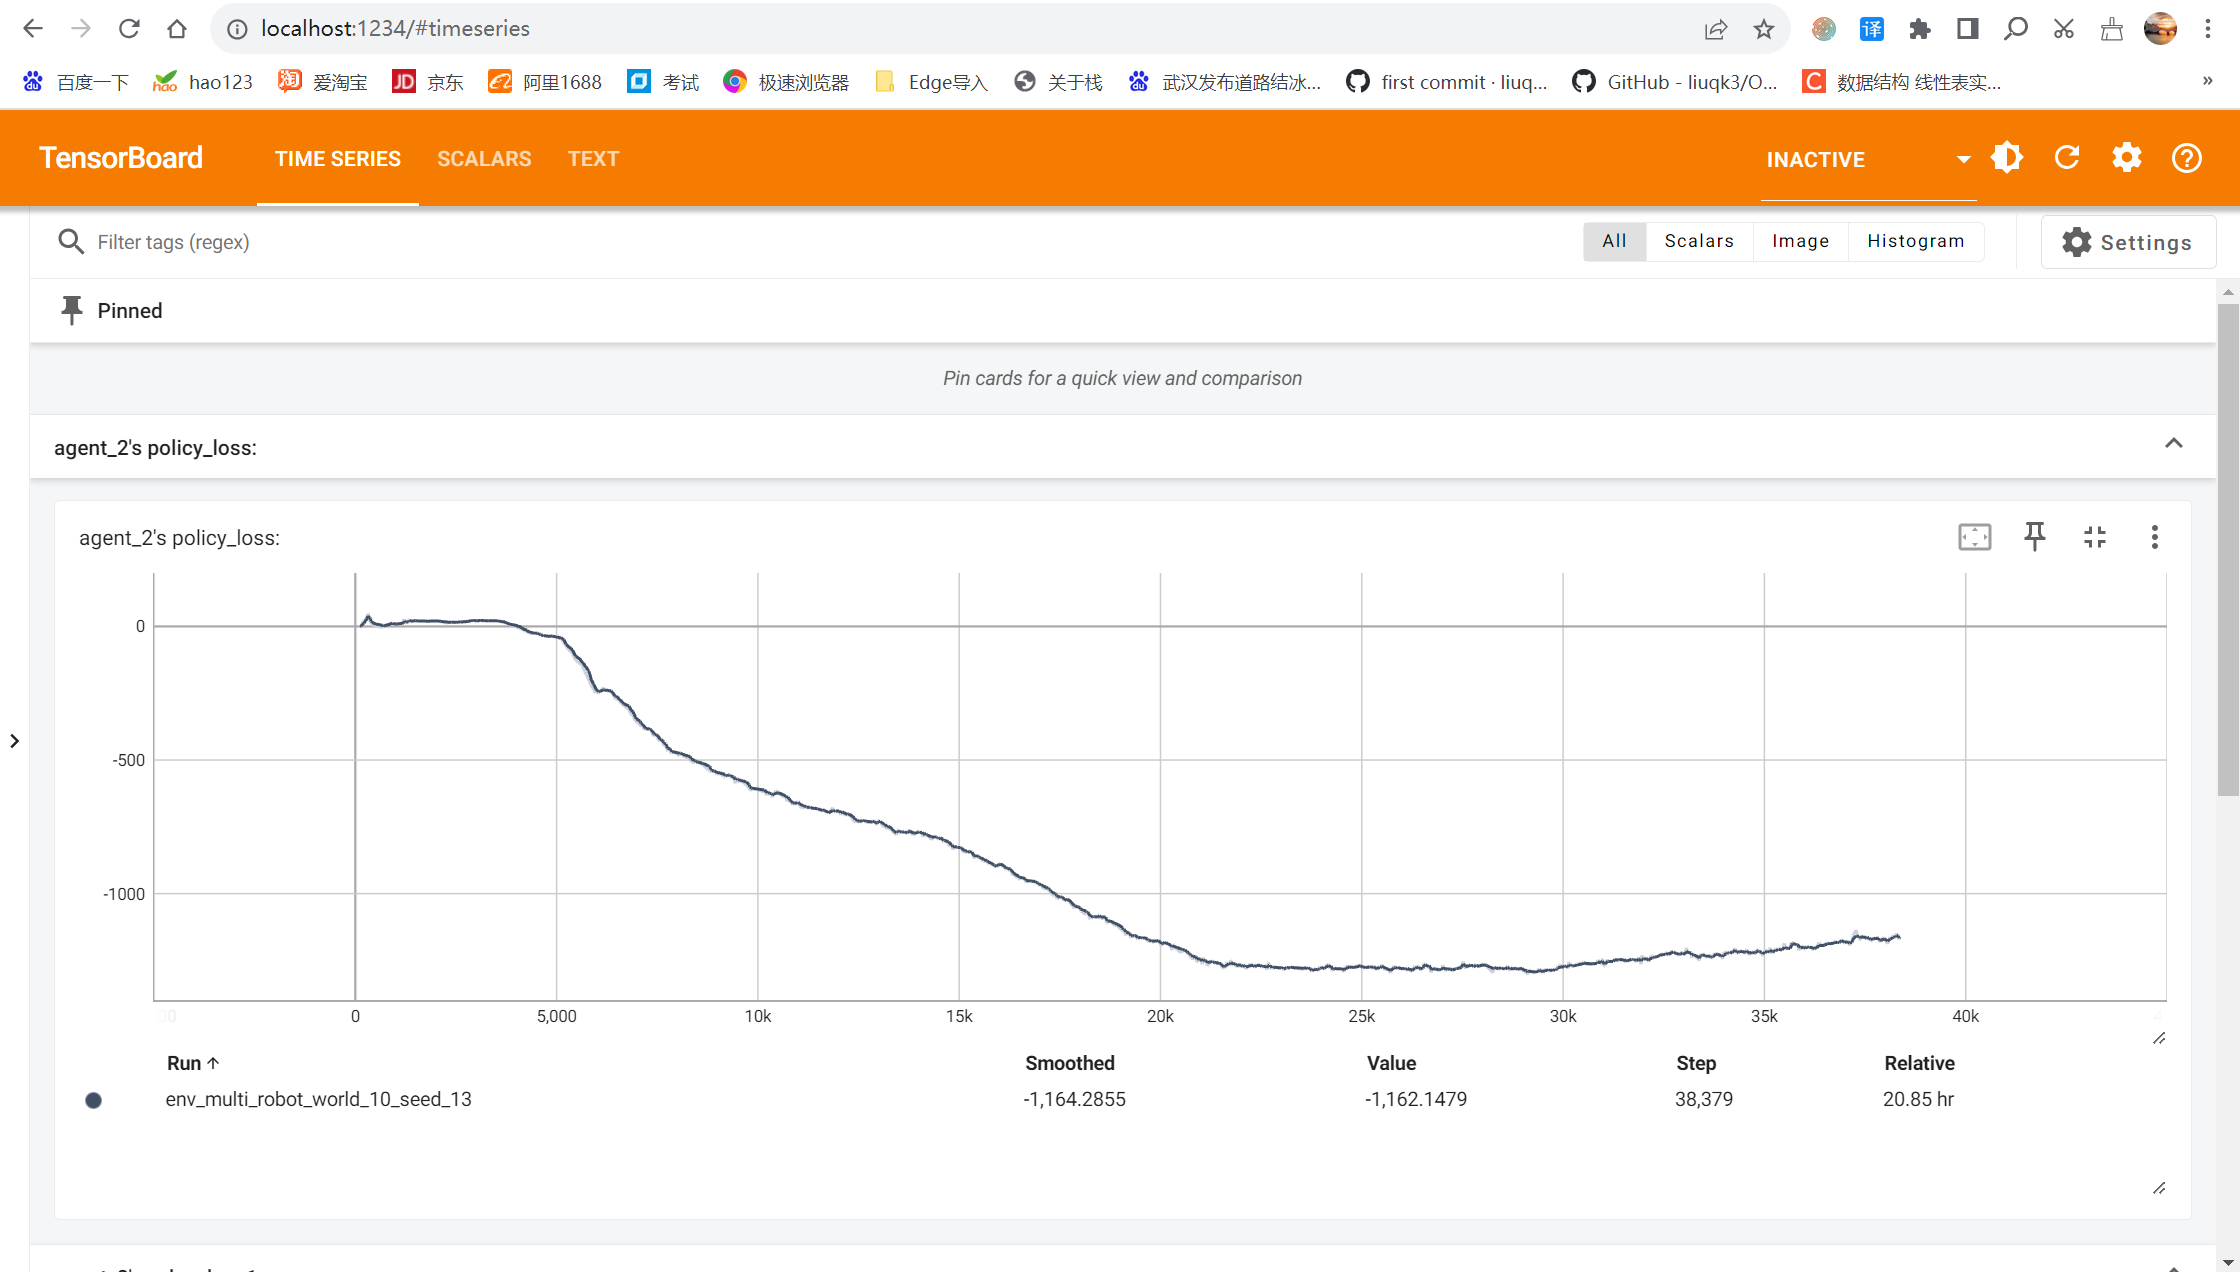 localhost:1234/#timeseries
译
百度一下 hao123 爱淘宝 京东 阿里1688 考试 极速浏览器 Edge导入 关于栈 武汉发布道路结冰... first commit · liuq... GitHub - liuqk3/O... 数据结构 线性表实... »
TensorBoard TIME SERIES SCALARS TEXT INACTIVE
Filter tags (regex) All Scalars Image Histogram Settings
Pinned
Pin cards for a quick view and comparison
agent_2's policy_loss:
agent_2's policy_loss:
0
-500
-1000
0 5,000 10k 15k 20k 25k 30k 35k 40k
Run ↑ Smoothed Value Step Relative
env_multi_robot_world_10_seed_13 -1,164.2855 -1,162.1479 38,379 20.85 hr